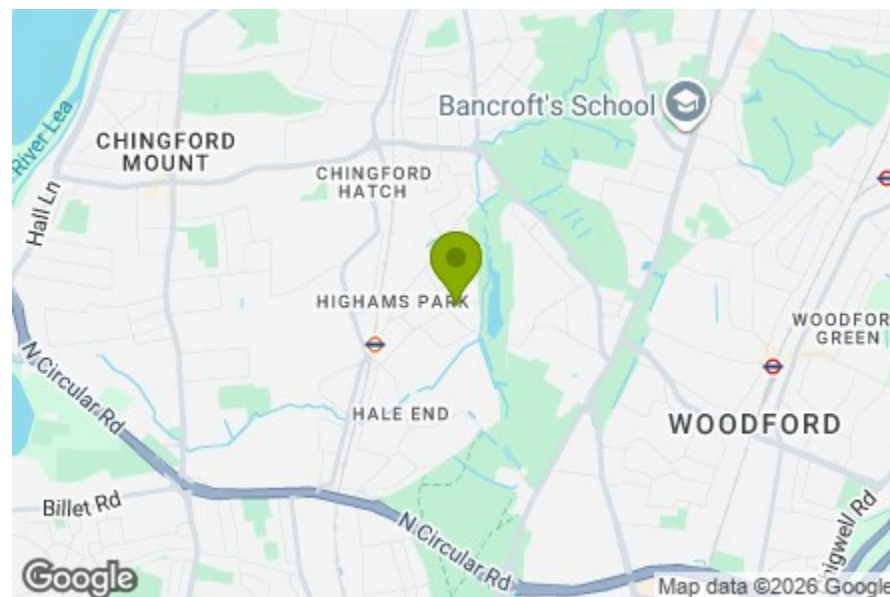 Bancroft's School
River Lea
CHINGFORD
MOUNT
CHINGFORD
HATCH
Hall Ln
HIGHAMS PARK
WOODFOR
GREEN
N Circular Rd
HALE END
WOODFORD
Billet Rd
N Circular Rd
higwell Rd
Google
Map data ©2026 Google